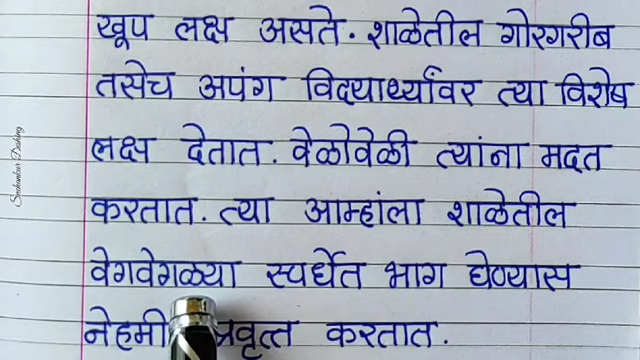 खूप लक्ष असते. शाळेतील गोरगरीब
तसेच अपंग विद्यार्थ्यांवर त्या विशेष
लक्ष देतात. वेळोवेळी त्यांना मदत
करतात. त्या आम्हांला शाळेतील
वेगवेगळ्या स्पर्धेत भाग घेण्यास
नेहमी प्रवृत्त करतात.